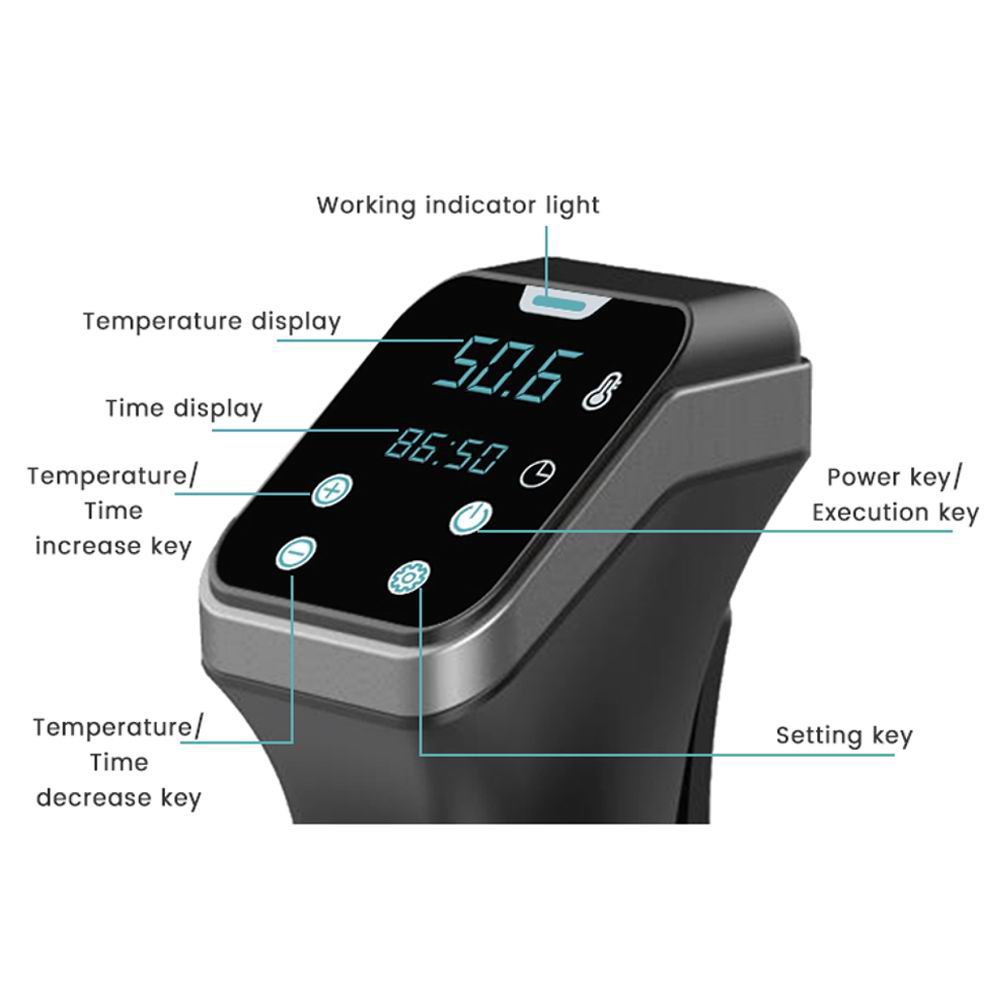 Working indicator light
Temperature display
50.6
Time display
86:50
Temperature/
Time
increase key
Power key/
Execution key
Temperature/
Time
decrease key
Setting key